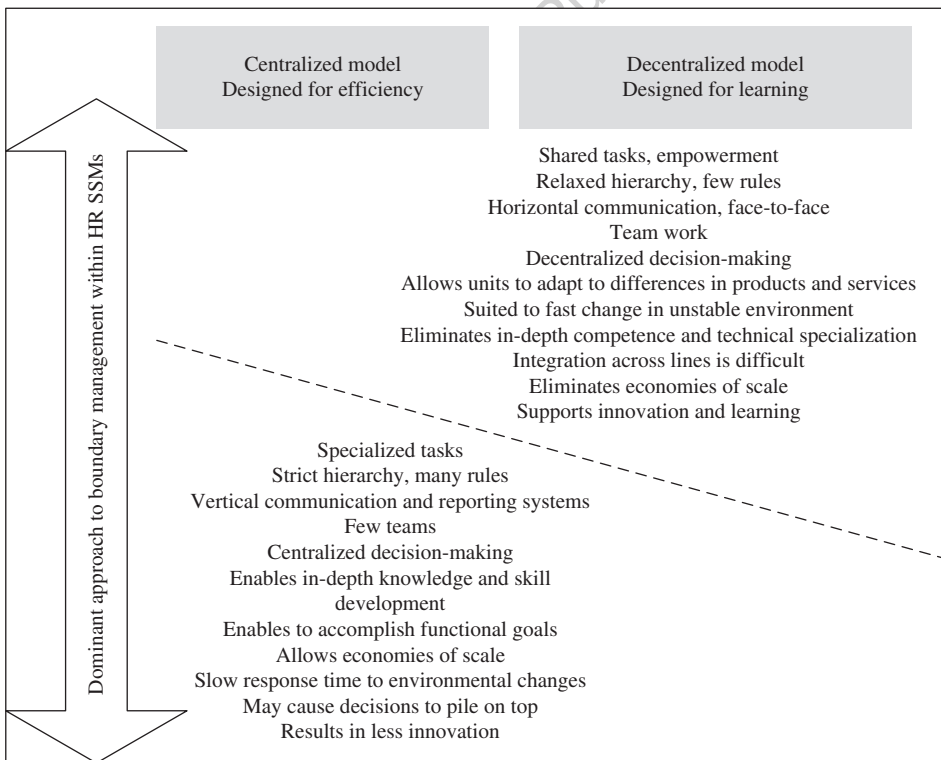 Centralized model
Designed for efficiency
Decentralized model
Designed for learning
Dominant approach to boundary management within HR SSMs
Shared tasks, empowerment
Relaxed hierarchy, few rules
Horizontal communication, face-to-face
Team work
Decentralized decision-making
Allows units to adapt to differences in products and services
Suited to fast change in unstable environment
Eliminates in-depth competence and technical specialization
Integration across lines is difficult
Eliminates economies of scale
Supports innovation and learning
Specialized tasks
Strict hierarchy, many rules
Vertical communication and reporting systems
Few teams
Centralized decision-making
Enables in-depth knowledge and skill
development
Enables to accomplish functional goals
Allows economies of scale
Slow response time to environmental changes
May cause decisions to pile on top
Results in less innovation